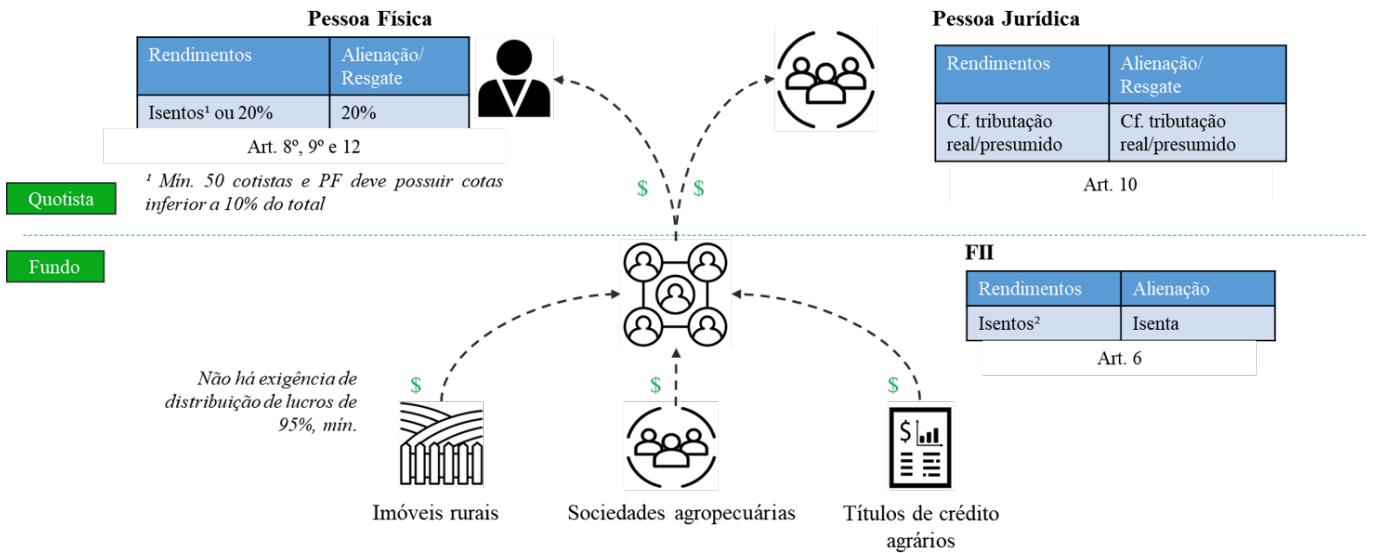 Pessoa Física
Rendimentos
Alienação/
Resgate
Isentos¹ ou 20%
20%
Art. 8º, 9º e 12
¹ Mín. 50 cotistas e PF deve possuir cotas
inferior a 10% do total
Pessoa Jurídica
Rendimentos
Alienação/
Resgate
Cf. tributação
real/presumido
Cf. tributação
real/presumido
Art. 10
$
$
Quotista
Fundo
FII
Rendimentos
Alienação
Isentos²
Isenta
Art. 6
Não há exigência de
distribuição de lucros de
95%, mín.
$
$
$
$
Imóveis rurais
Sociedades agropecuárias
Títulos de crédito
agrários